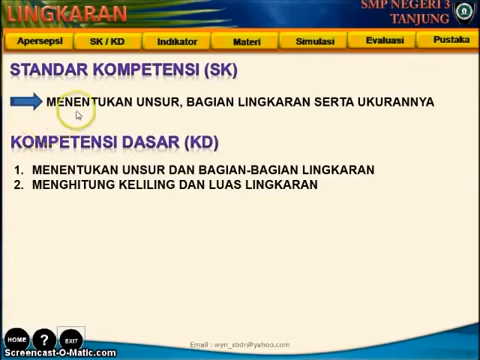 LINGKARAN
SMP NEGERI 3
TANJUNG
Apersepsi
SK / KD
Indikator
Materi
Simulasi
Evaluasi
Pustaka
STANDAR KOMPETENSI (SK)
MENENTUKAN UNSUR, BAGIAN LINGKARAN SERTA UKURANNYA
KOMPETENSI DASAR (KD)
1. MENENTUKAN UNSUR DAN BAGIAN-BAGIAN LINGKARAN
2. MENGHITUNG KELILING DAN LUAS LINGKARAN
HOME
?
EXIT
Email : wyn_sbdr@yahoo.com
Screencast-O-Matic.com